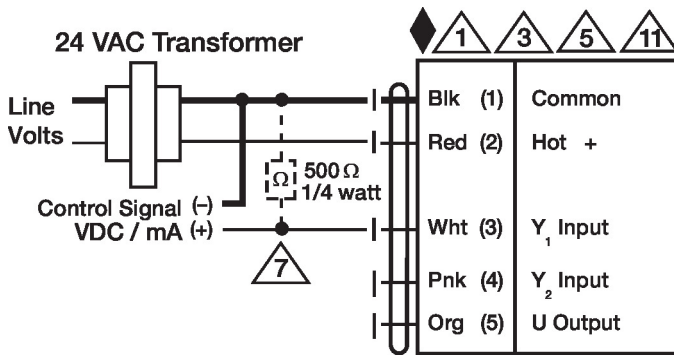 24 VAC Transformer
1 3 5 11
Line
Volts
Blk (1) Common
Red (2) Hot +
Ω 500 Ω
1/4 watt
Control Signal (–)
VDC / mA (+)
Wht (3) Y1 Input
7
Pnk (4) Y2 Input
Org (5) U Output